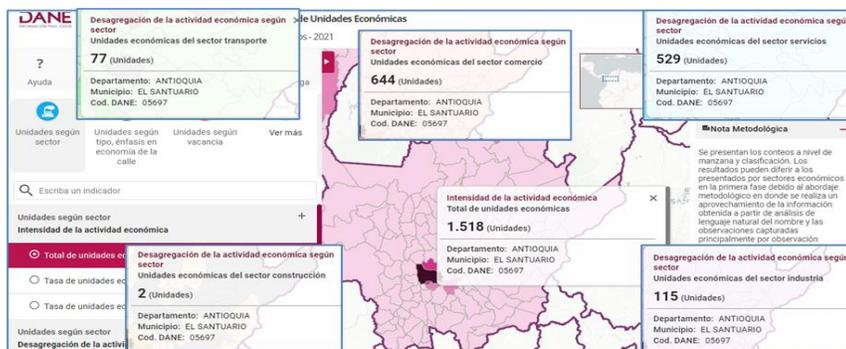 DANE
INFORMACIÓN PARA TODOS
Desagregación de la actividad económica según
sector
Unidades económicas del sector transporte
77 (Unidades)
Departamento: ANTIOQUIA
Municipio: EL SANTUARIO
Cod. DANE: 05697
de Unidades Económicas
os - 2021
Desagregación de la actividad económica según
sector
Unidades económicas del sector comercio
644 (Unidades)
Departamento: ANTIOQUIA
Municipio: EL SANTUARIO
Cod. DANE: 05697
Desagregación de la actividad económica segú
sector
Unidades económicas del sector servicios
529 (Unidades)
Departamento: ANTIOQUIA
Municipio: EL SANTUARIO
Cod. DANE: 05697
?
Ayuda
ga
Unidades según
sector
Unidades según
tipo, énfasis en
economía de la
calle
Unidades según
vacancia
Ver más
Escriba un indicador
Unidades según sector
Intensidad de la actividad económica
Total de unidades ec
Tasa de unidades ec
Tasa de unidades ec
Unidades según sector
Desagregación de la activi
Nota Metodológica
Se presentan los conteos a nivel de
manzana y clasificación. Los
resultados pueden diferir a los
presentados por sectores económicos
en la primera fase debido al abordaje
metodológico en donde se realiza un
aprovechamiento de la información
obtenida a partir de análisis de
lenguaje natural del nombre y las
observaciones capturadas
principalmente por observación
Intensidad de la actividad económica
Total de unidades económicas
1.518 (Unidades)
Departamento: ANTIOQUIA
Municipio: EL SANTUARIO
Cod. DANE: 05697
Desagregación de la actividad económica según
sector
Unidades económicas del sector construcción
2 (Unidades)
Departamento: ANTIOQUIA
Municipio: EL SANTUARIO
Cod. DANE: 05697
Desagregación de la actividad económica segú
sector
Unidades económicas del sector industria
115 (Unidades)
Departamento: ANTIOQUIA
Municipio: EL SANTUARIO
Cod. DANE: 05697